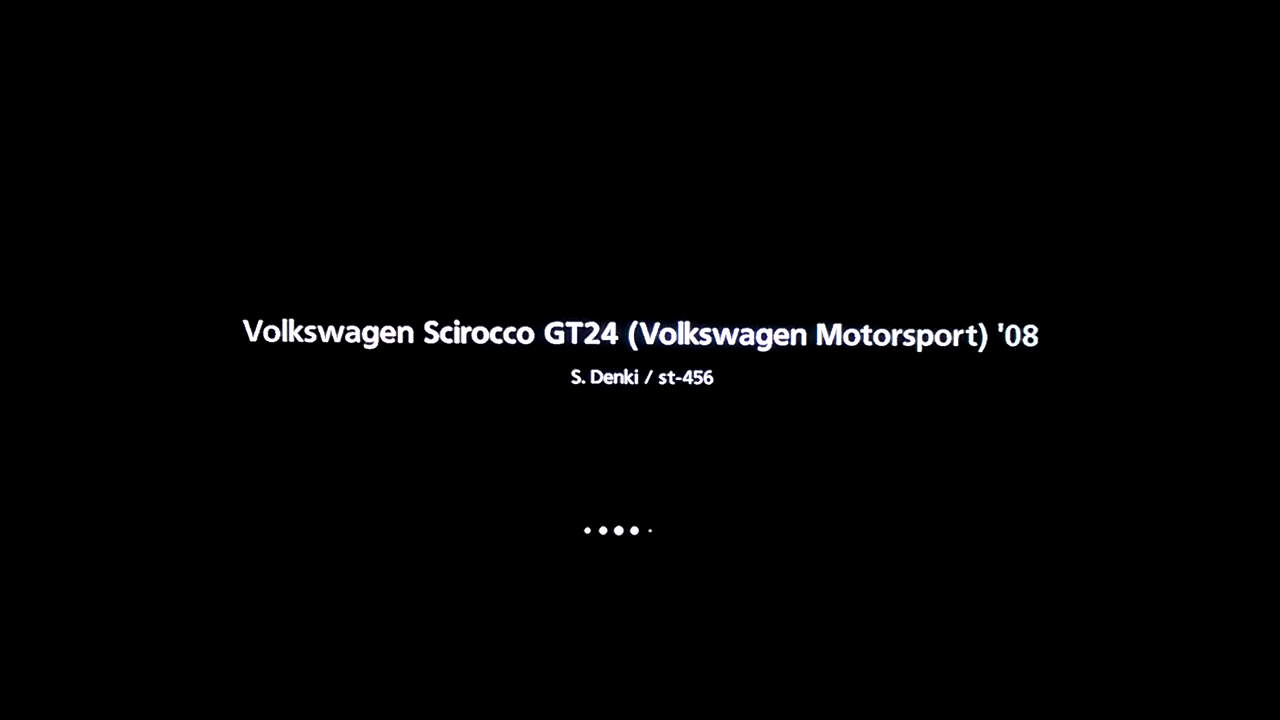 Volkswagen Scirocco GT24 (Volkswagen Motorsport) '08
S. Denki / st-456